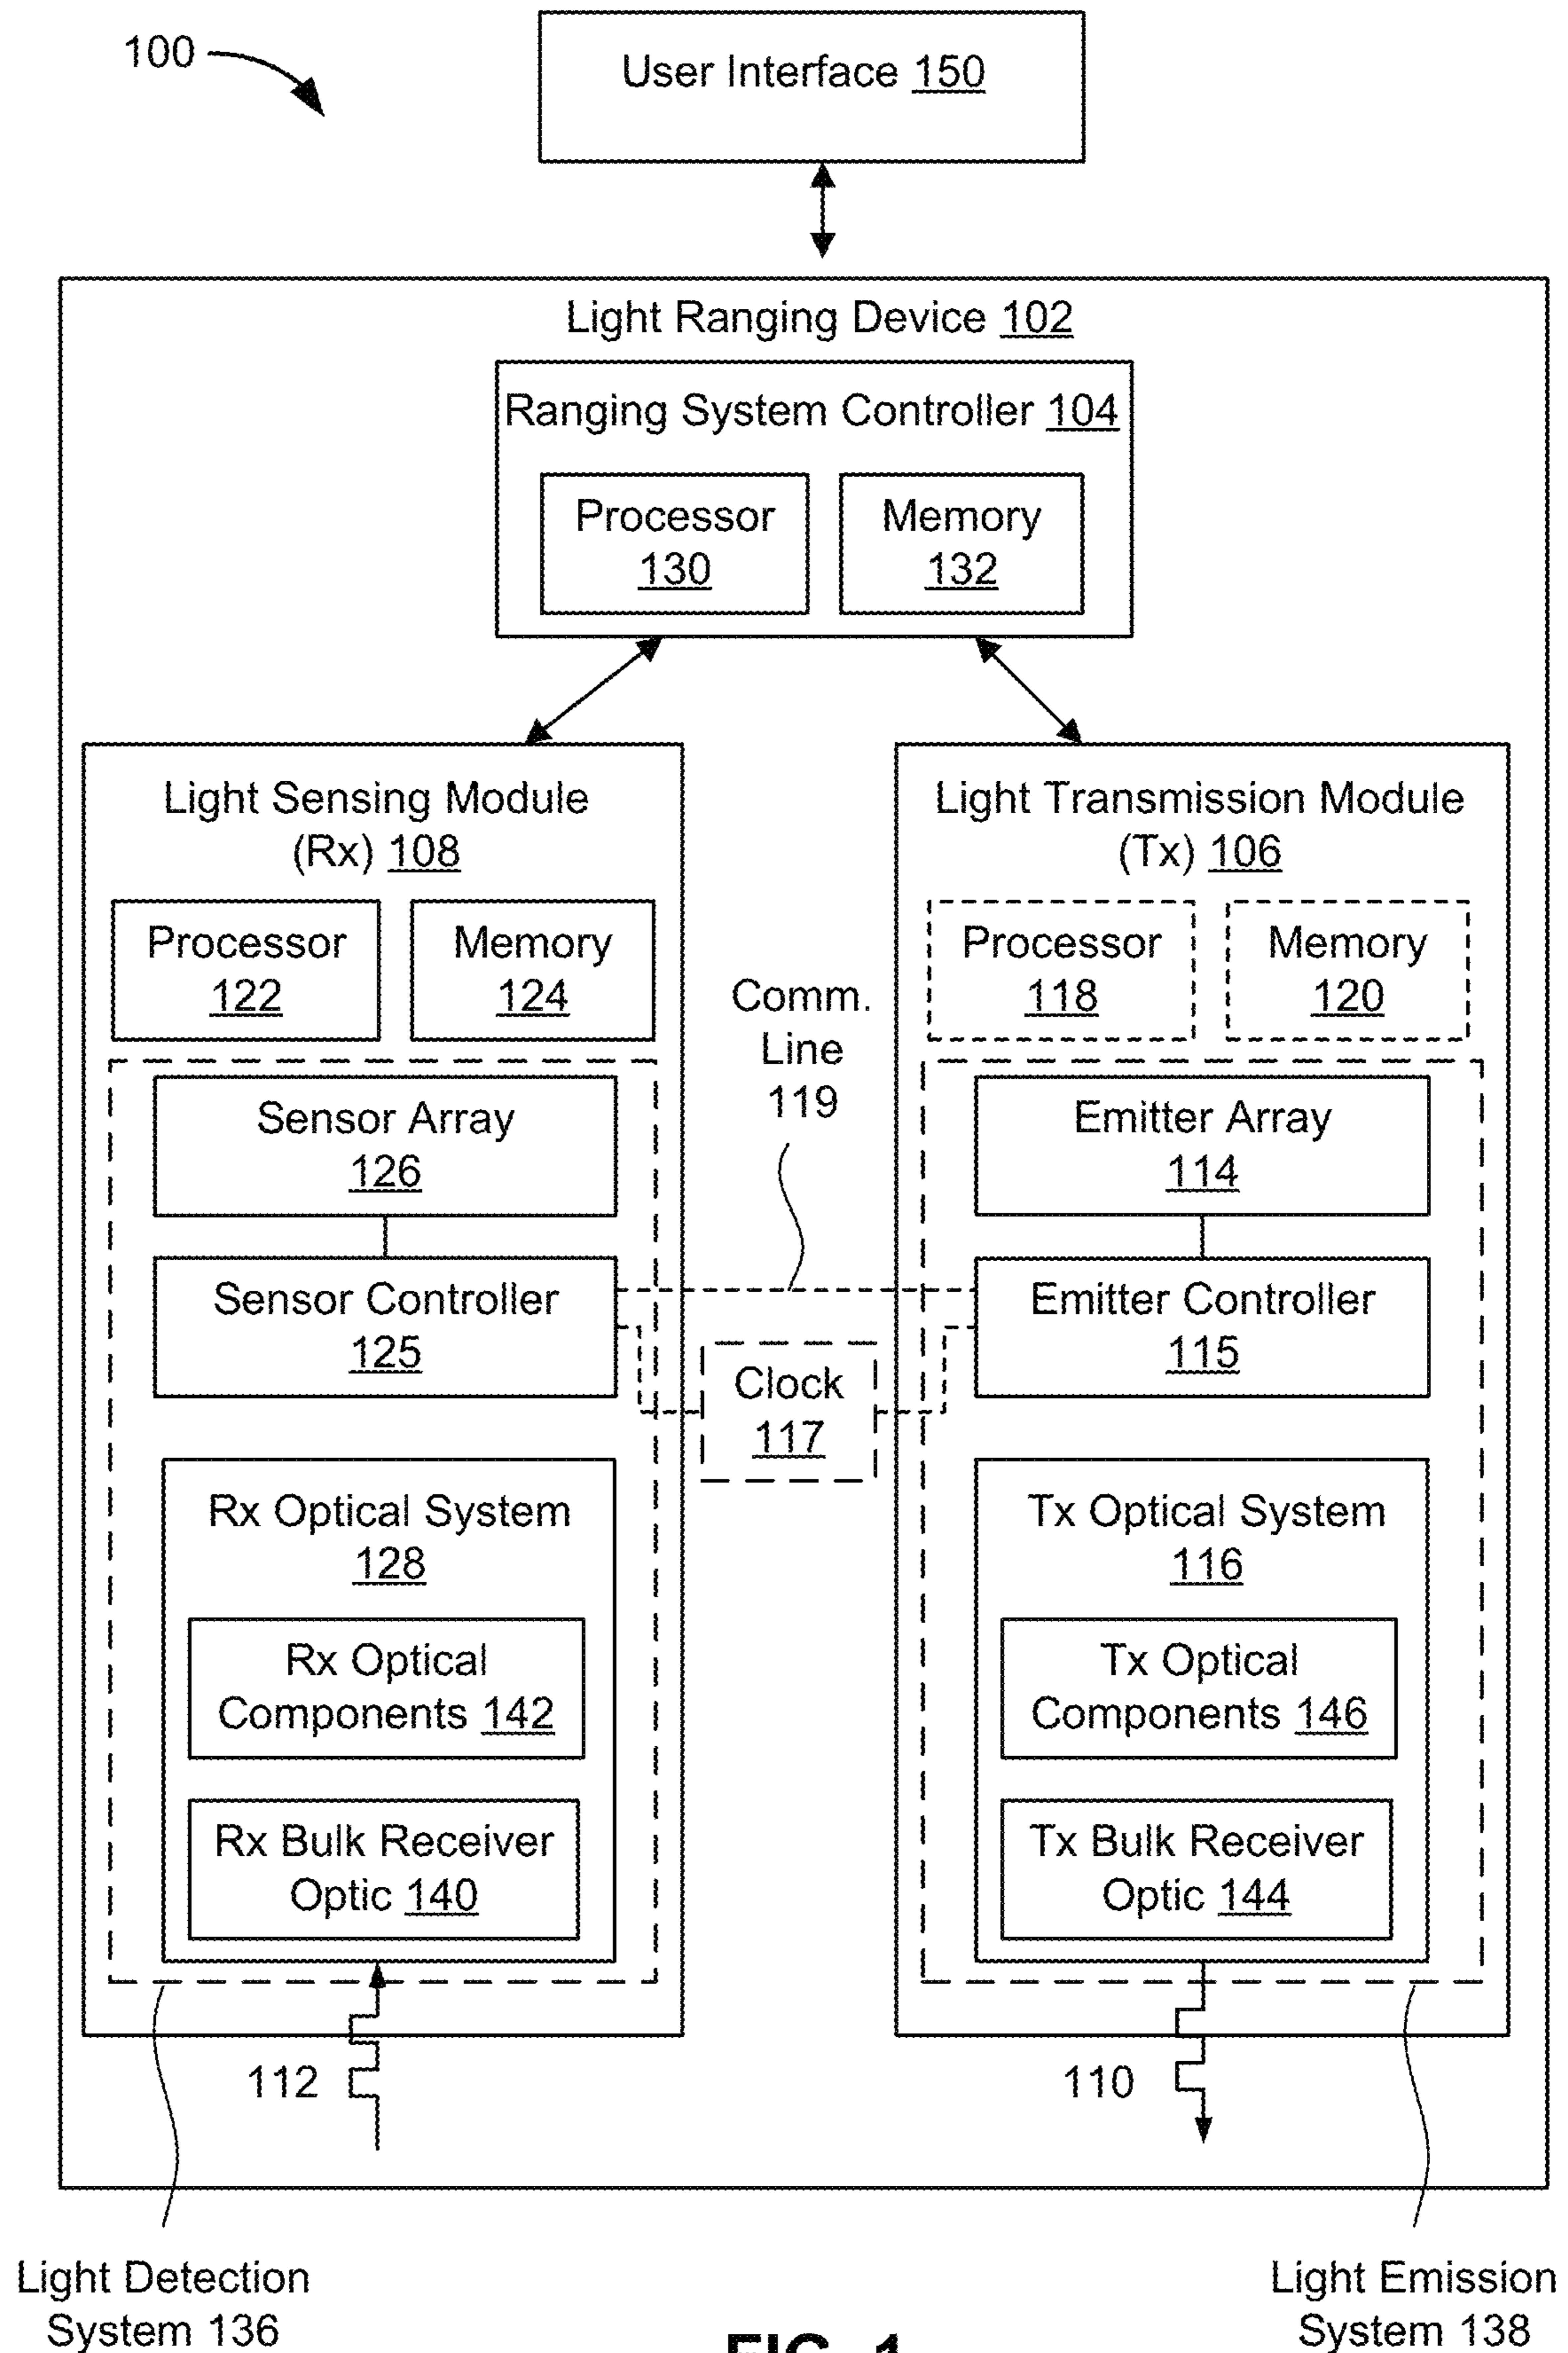 100
User Interface 150
Light Ranging Device 102
Ranging System Controller 104
Processor
130
Memory
132
Light Sensing Module
(Rx) 108
Processor
122
Memory
124
Sensor Array
126
Sensor Controller
125
Rx Optical System
128
Rx Optical
Components 142
Rx Bulk Receiver
Optic 140
112
Comm.
Line
119
Clock
117
Light Transmission Module
(Tx) 106
Processor
118
Memory
120
Emitter Array
114
Emitter Controller
115
Tx Optical System
116
Tx Optical
Components 146
Tx Bulk Receiver
Optic 144
110
Light Detection
System 136
Light Emission
System 138
FIG. 1